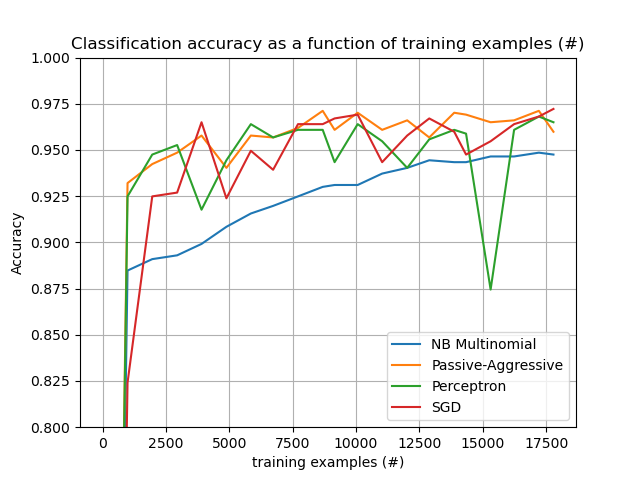 Classification accuracy as a function of training examples (#)
1.000
0.975
0.950
0.925
0.900
0.875
0.850
0.825
0.800
Accuracy
NB Multinomial
Passive-Aggressive
Perceptron
SGD
0 2500 5000 7500 10000 12500 15000 17500
training examples (#)